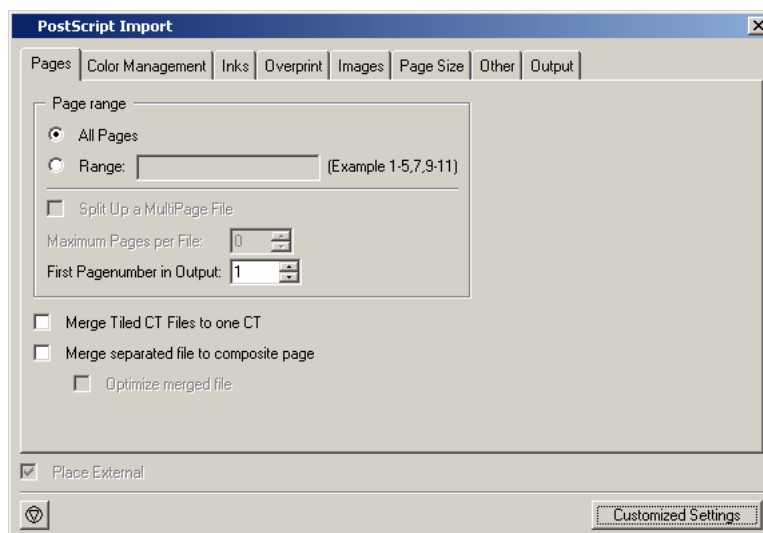 PostScript Import
Pages Color Management Inks Overprint Images Page Size Other Output
Page range
All Pages
Range: (Example 1-5,7,9-11)
Split Up a MultiPage File
Maximum Pages per File: 0
First Pagenumber in Output: 1
Merge Tiled CT Files to one CT
Merge separated file to composite page
Optimize merged file
Place External
Customized Settings